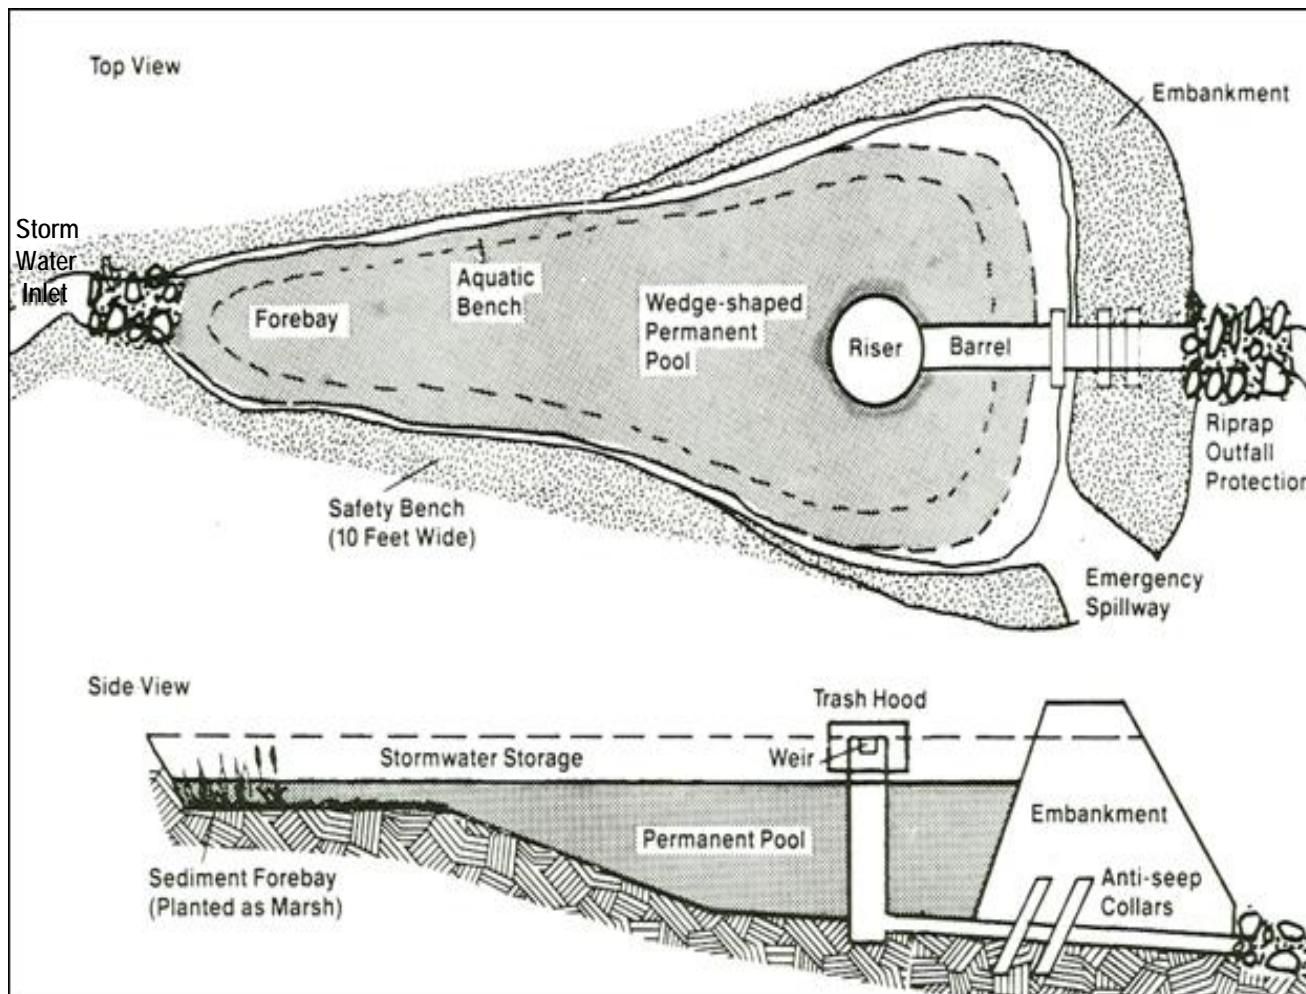 Top View
Embankment
Storm
Water
Inlet
Aquatic
Bench
Forebay
Wedge-shaped
Permanent
Pool
Riser
Barrel
Riprap
Outfall
Protection
Safety Bench
(10 Feet Wide)
Emergency
Spillway
Side View
Trash Hood
Stormwater Storage
Weir
Permanent Pool
Embankment
Sediment Forebay
(Planted as Marsh)
Anti-seep
Collars